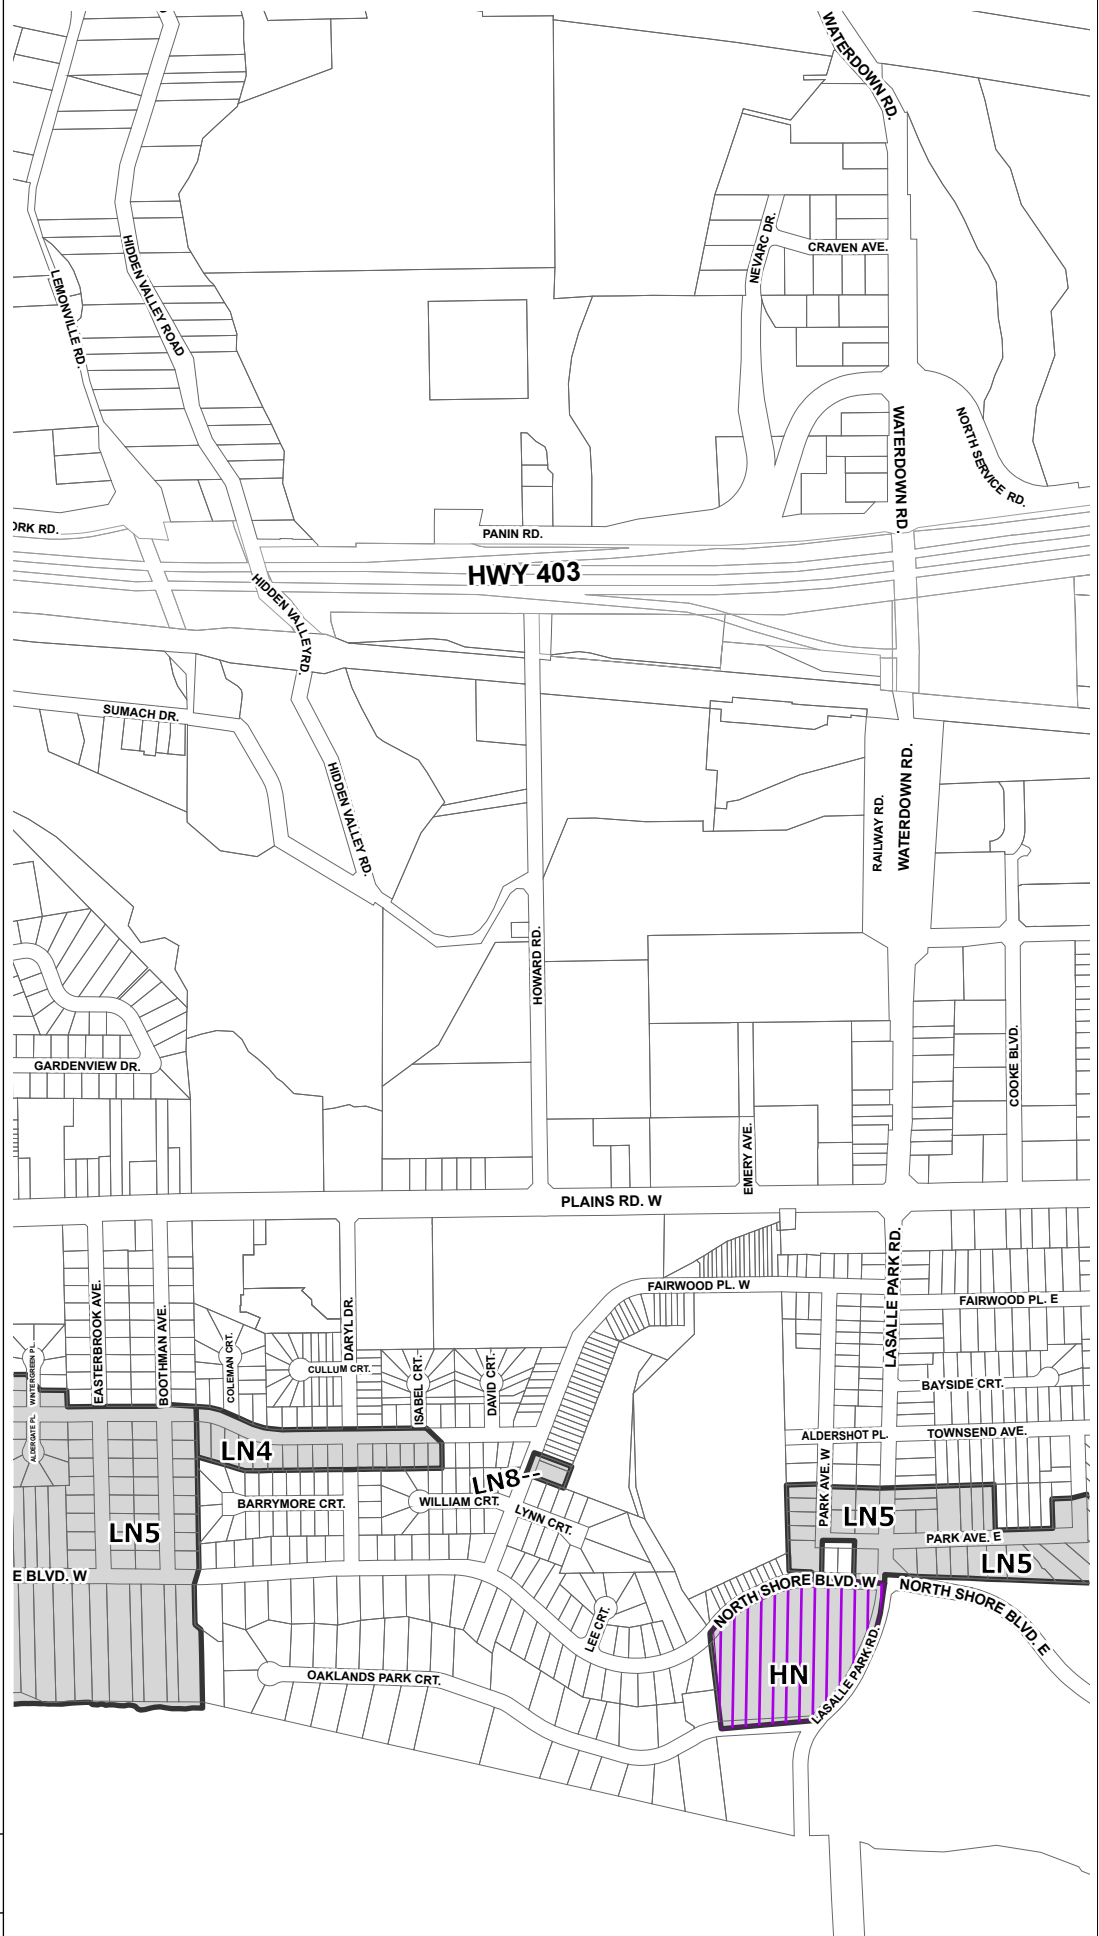 WATERDOWN RD.
NEVARC DR.
CRAVEN AVE.
HIDDEN VALLEY ROAD
LEMONVILLE RD.
WATERDOWN RD.
NORTH SERVICE RD.
ORK RD.
PANIN RD.
HWY 403
HIDDEN VALLEY RD.
SUMACH DR.
HIDDEN VALLEY RD.
RAILWAY RD.
WATERDOWN RD.
HOWARD RD.
GARDENVIEW DR.
COOKE BLVD.
EMERY AVE.
PLAINS RD. W
LASALLE PARK RD.
FAIRWOOD PL. W
FAIRWOOD PL. E
EASTERBROOK AVE.
BOOTHMAN AVE.
WINTERGREEN PL.
COLEMAN CRT.
DARYL DR.
CULLUM CRT.
ISABEL CRT.
DAVID CRT.
BAYSIDE CRT.
ALDERGATE PL.
ALDERSHOT PL.
TOWNSEND AVE.
LN4
LN8--
PARK AVE. W
BARRYMORE CRT.
WILLIAM CRT.
LYNN CRT.
LN5
LN5
PARK AVE. E
LN5
E BLVD. W
NORTH SHORE BLVD. W
NORTH SHORE BLVD. E
LEE CRT.
OAKLANDS PARK CRT.
HN
LASALLE PARK RD.